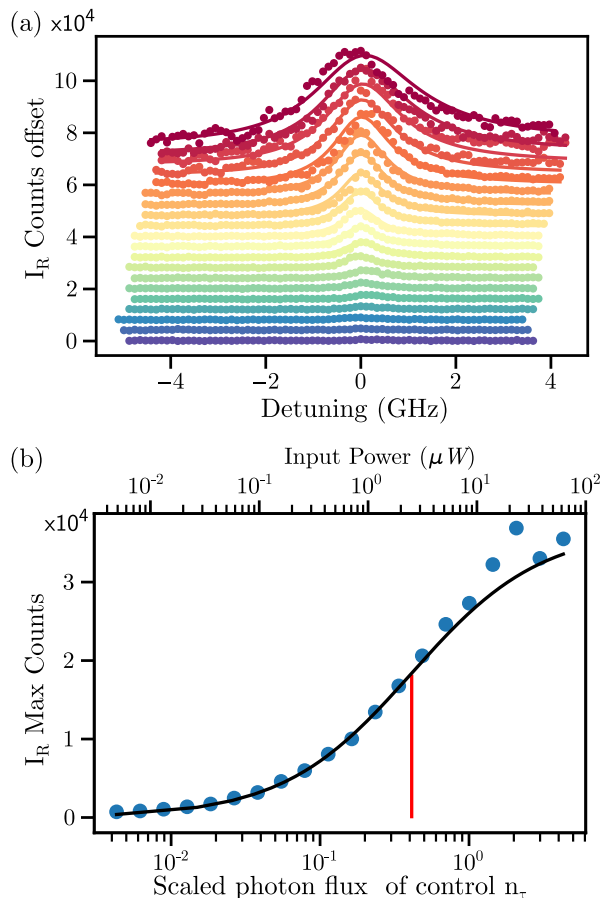 (a)
×10⁴
I_R Counts offset
10
8
6
4
2
0
−4 −2 0 2 4
Detuning (GHz)
(b)
Input Power (μW)
10⁻² 10⁻¹ 10⁰ 10¹ 10²
×10⁴
I_R Max Counts
3
2
1
0
10⁻² 10⁻¹ 10⁰
Scaled photon flux of control n_τ